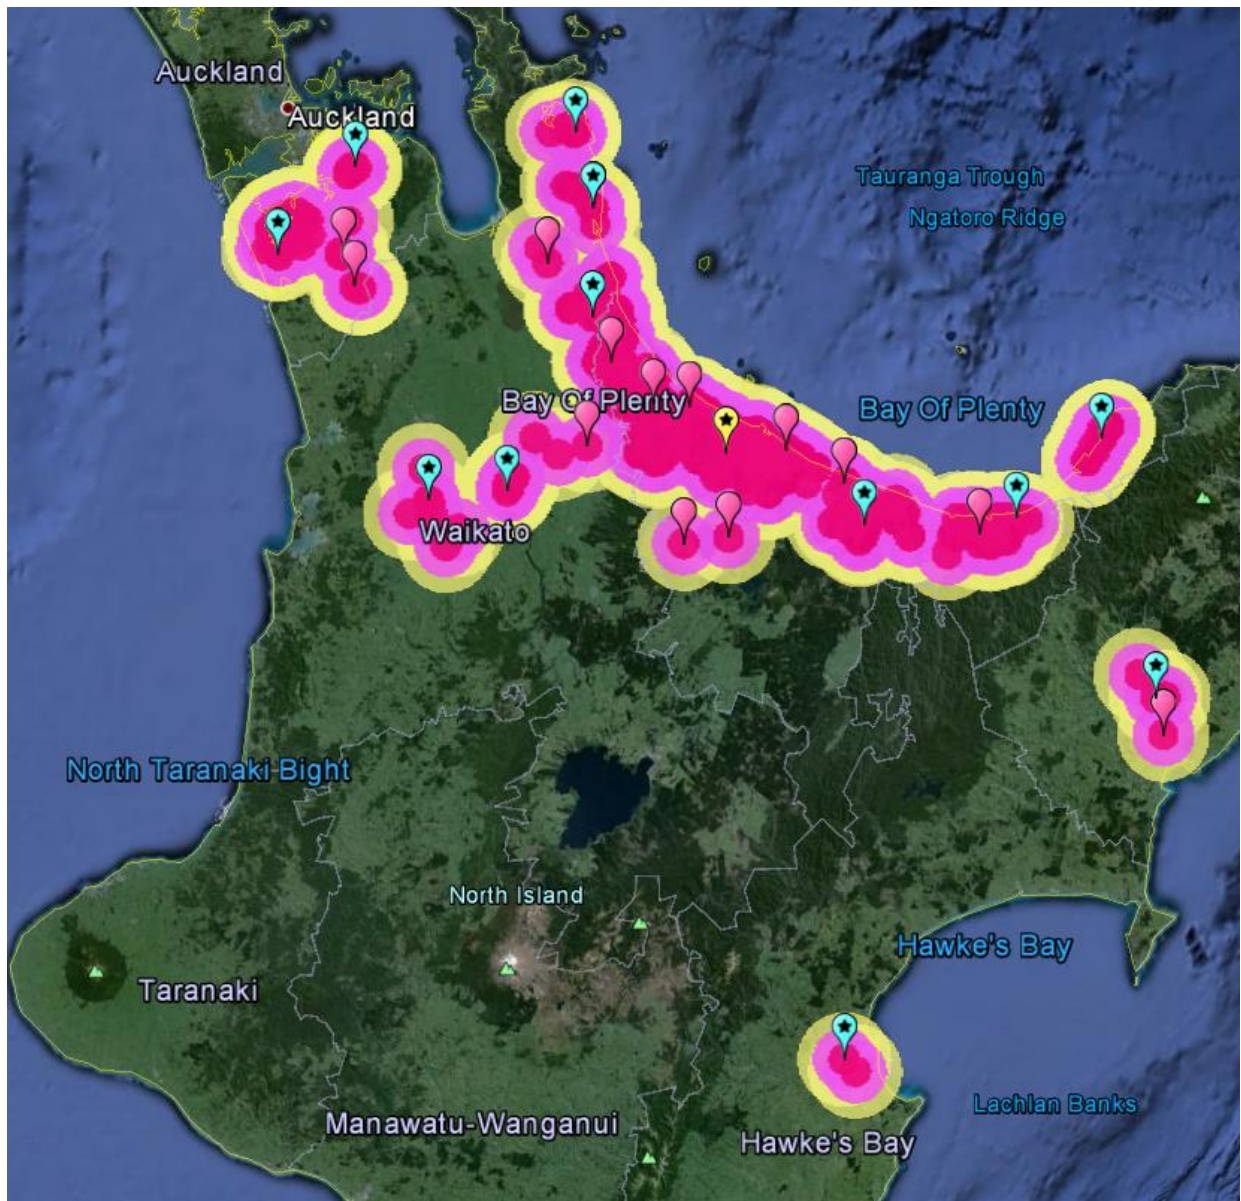 Auckland
Auckland
Tauranga Trough
Ngatoro Ridge
Bay Of Plenty
Bay Of Plenty
Waikato
North Taranaki Bight
North Island
Hawke's Bay
Taranaki
Lachlan Banks
Manawatu-Wanganui
Hawke's Bay